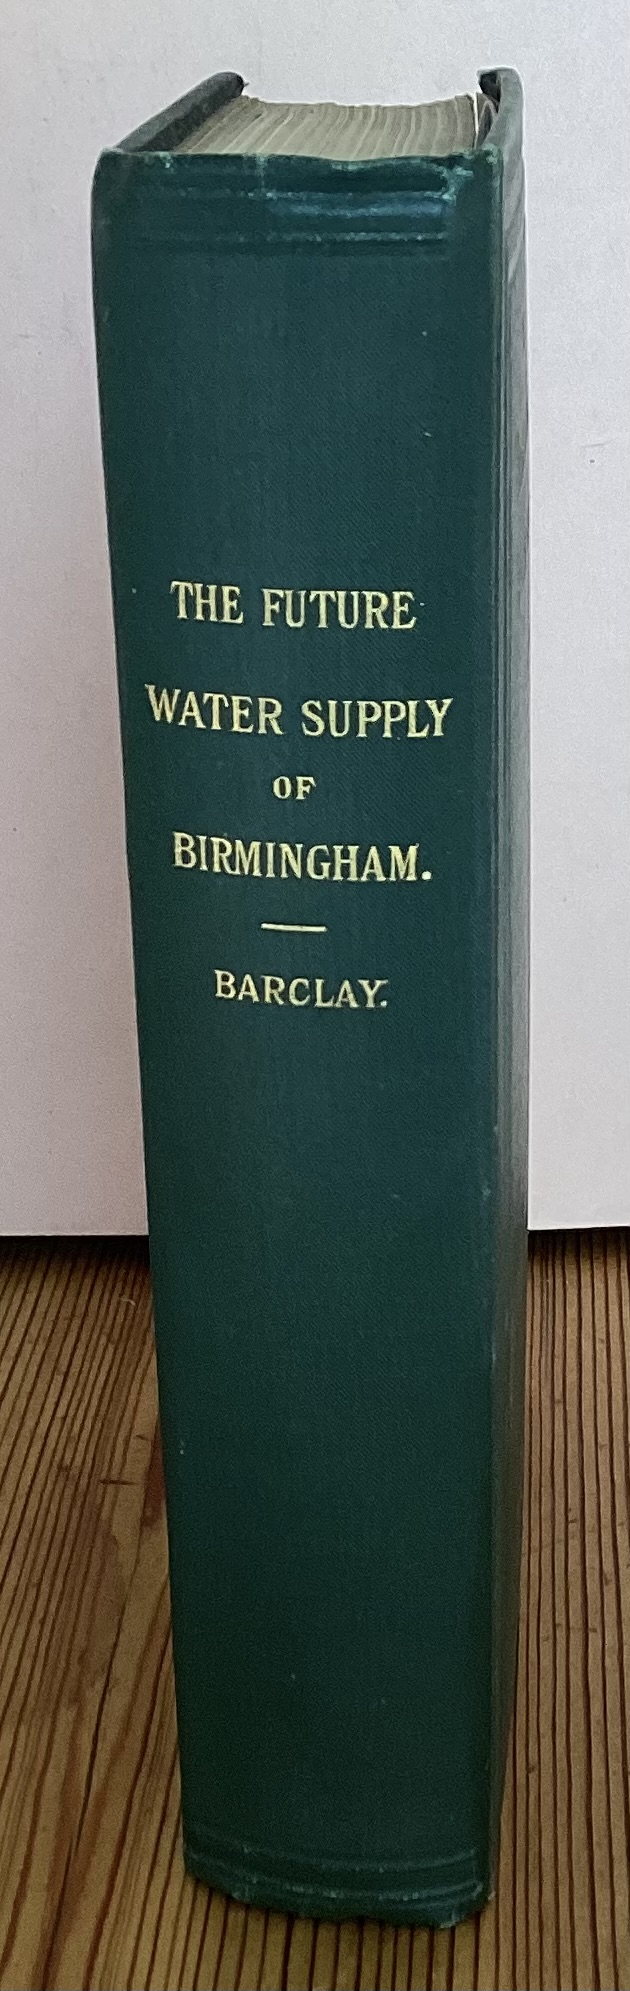 THE FUTURE
WATER SUPPLY
OF
BIRMINGHAM.
BARCLAY.